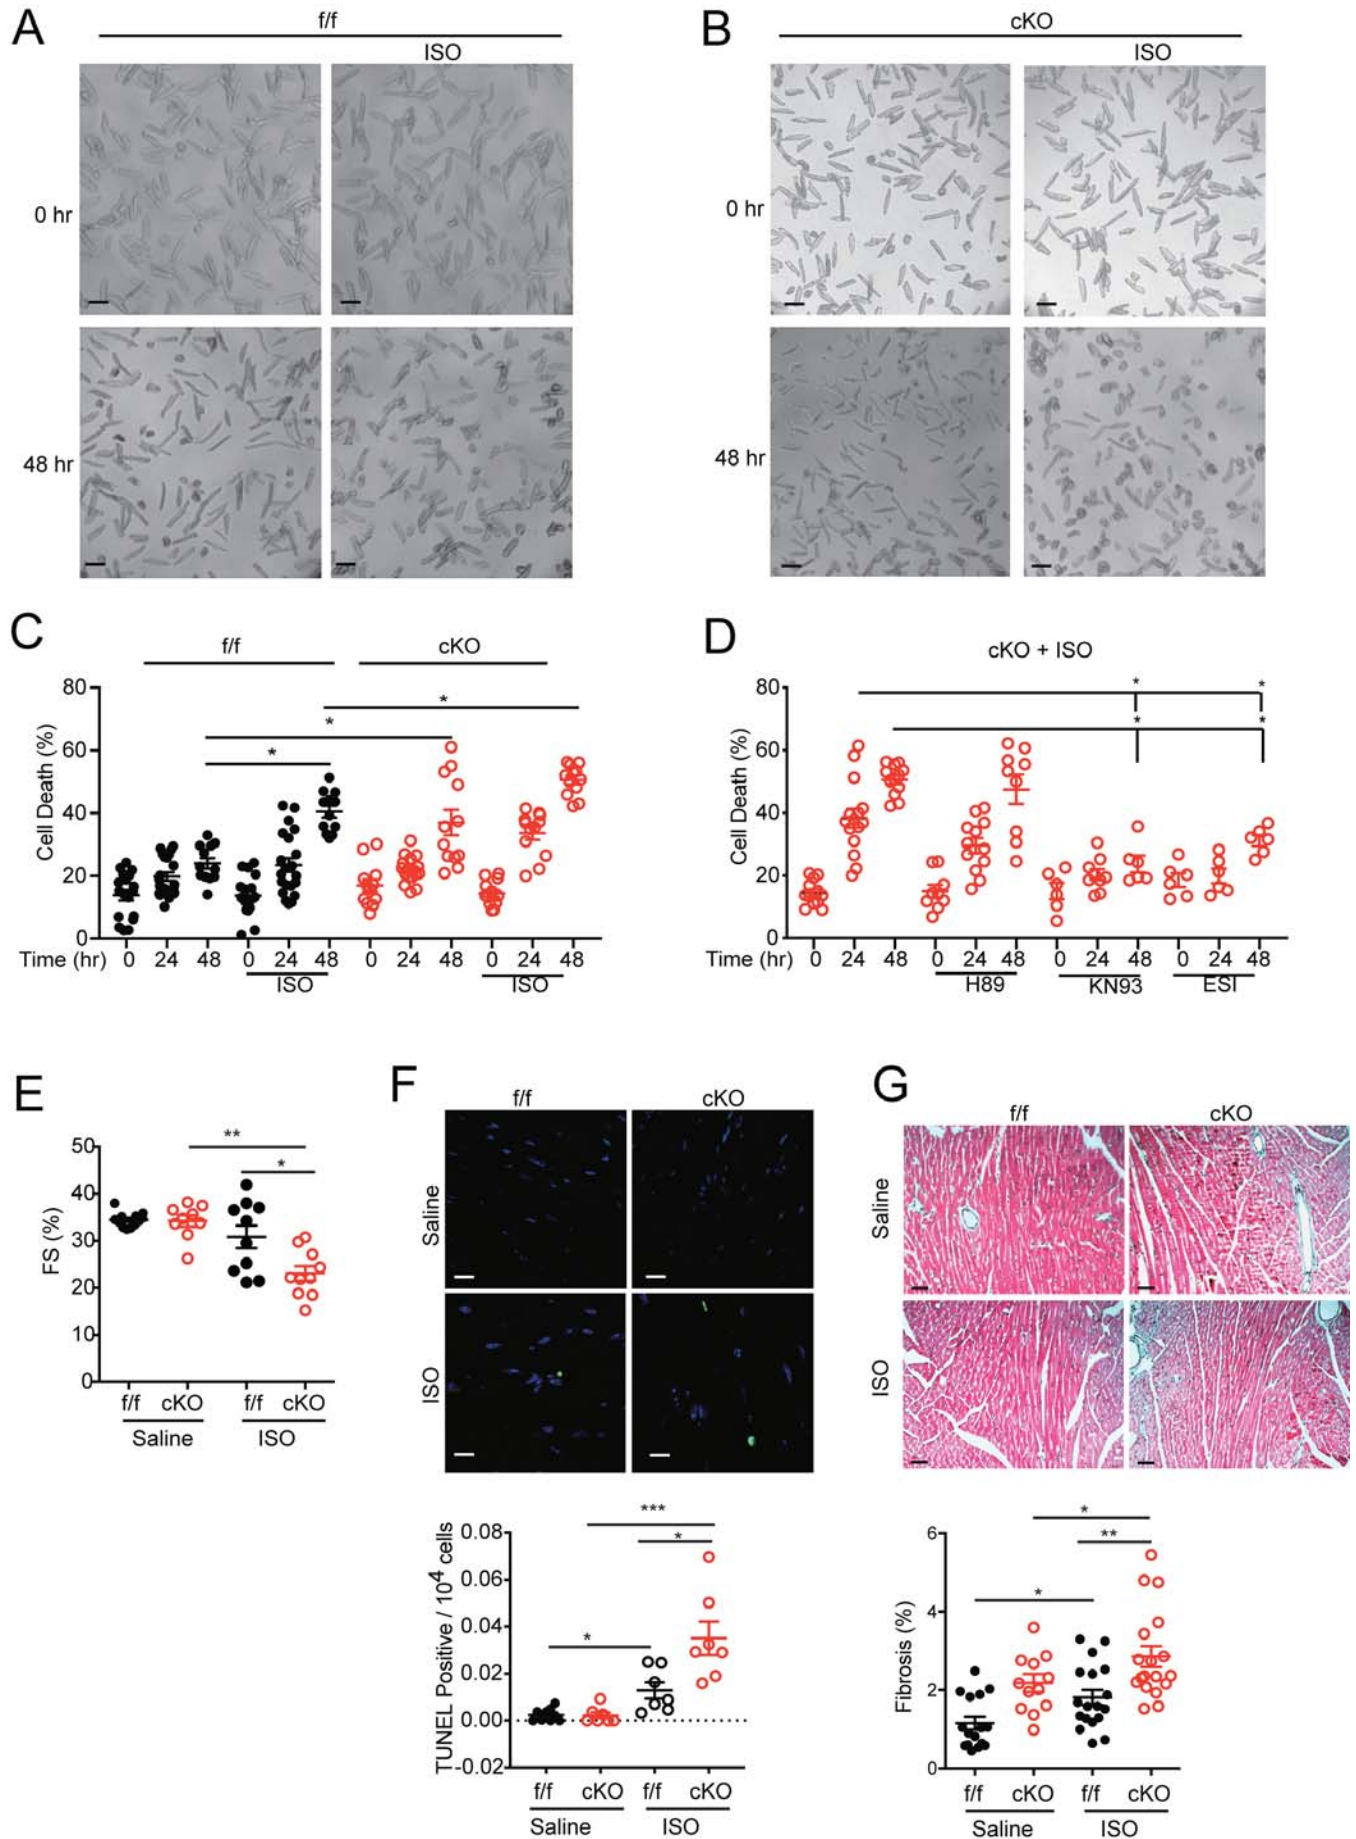 A
f/f
ISO
0 hr
48 hr
B
cKO
ISO
0 hr
48 hr
C
f/f
cKO
Cell Death (%)
80
60
40
20
0
* * * *
Time (hr) 0 24 48 0 24 48 0 24 48 0 24 48
ISO ISO
D
cKO + ISO
Cell Death (%)
80
60
40
20
0
* *
* *
Time (hr) 0 24 48 0 24 48 0 24 48 0 24 48
H89 KN93 ESI
E
FS (%)
50
40
30
20
10
0
**
*
f/f cKO f/f cKO
Saline ISO
F
f/f cKO
Saline
ISO
TUNEL Positive / 10⁴ cells
0.08
0.06
0.04
0.02
0.00
-0.02
***
*
*
f/f cKO f/f cKO
Saline ISO
G
f/f cKO
Saline
ISO
Fibrosis (%)
6
4
2
0
*
**
*
f/f cKO f/f cKO
Saline ISO